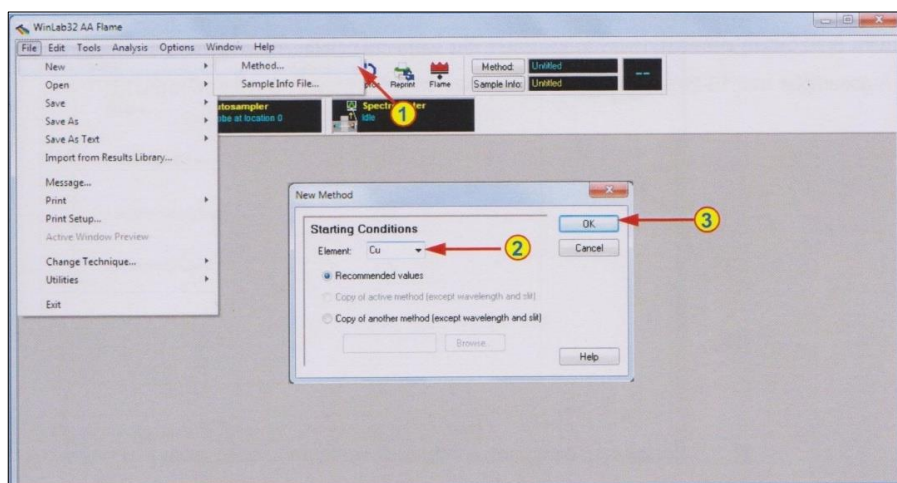 WinLab32 AA Flame
File Edit Tools Analysis Options Window Help
New
Open
Save
Save As
Save As Text
Import from Results Library...
Message...
Print
Print Setup...
Active Window Preview
Change Technique...
Utilities
Exit
Method...
Sample Info File...
1
Reprint Flame
Method: Untitled
Sample Info: Untitled
--
Idle
New Method
Starting Conditions
Element: Cu
2
Recommended values
Copy of active method (except wavelength and slit)
Copy of another method (except wavelength and slit)
Browse...
OK
3
Cancel
Help